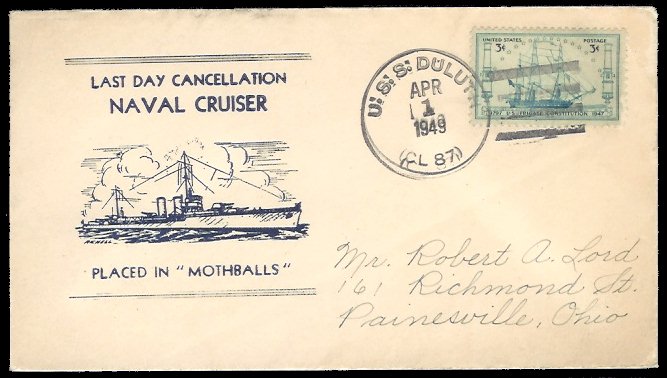 LAST DAY CANCELLATION
NAVAL CRUISER
PLACED IN "MOTHBALLS"
U.S.S. DULUTH
APR
1
1949
(CL 87)
UNITED STATES POSTAGE
3¢ 3¢
1797 U.S. FRIGATE CONSTITUTION 1947
Mr. Robert A. Lord
161 Richmond St.
Painesville, Ohio